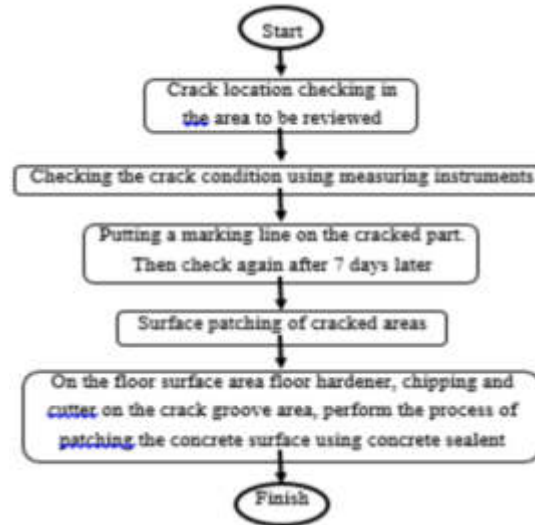 Start
Crack location checking in
the area to be reviewed
Checking the crack condition using measuring instruments
Putting a marking line on the cracked part.
Then check again after 7 days later
Surface patching of cracked areas
On the floor surface area floor hardener, chipping and
cutter on the crack groove area, perform the process of
patching the concrete surface using concrete sealent
Finish